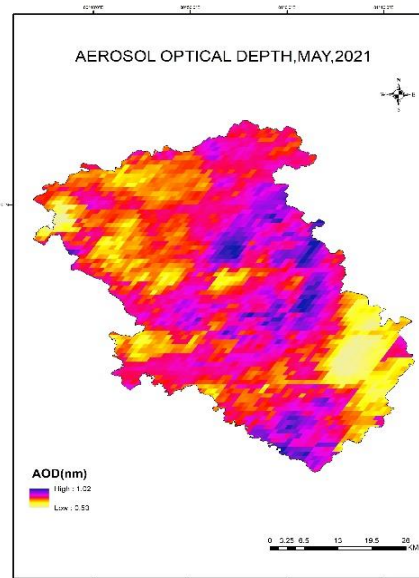 AEROSOL OPTICAL DEPTH,MAY,2021
N
W
E
S
AOD(nm)
High : 1.02
Low : 0.53
0 3.25 6.5 13 19.5 26
KM